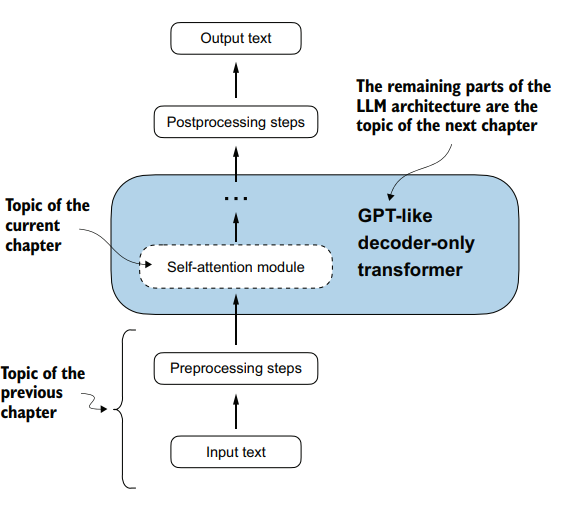 Output text
Postprocessing steps
The remaining parts of the
LLM architecture are the
topic of the next chapter
...
GPT-like
decoder-only
transformer
Topic of the
current
chapter
Self-attention module
Preprocessing steps
Topic of the
previous
chapter
Input text